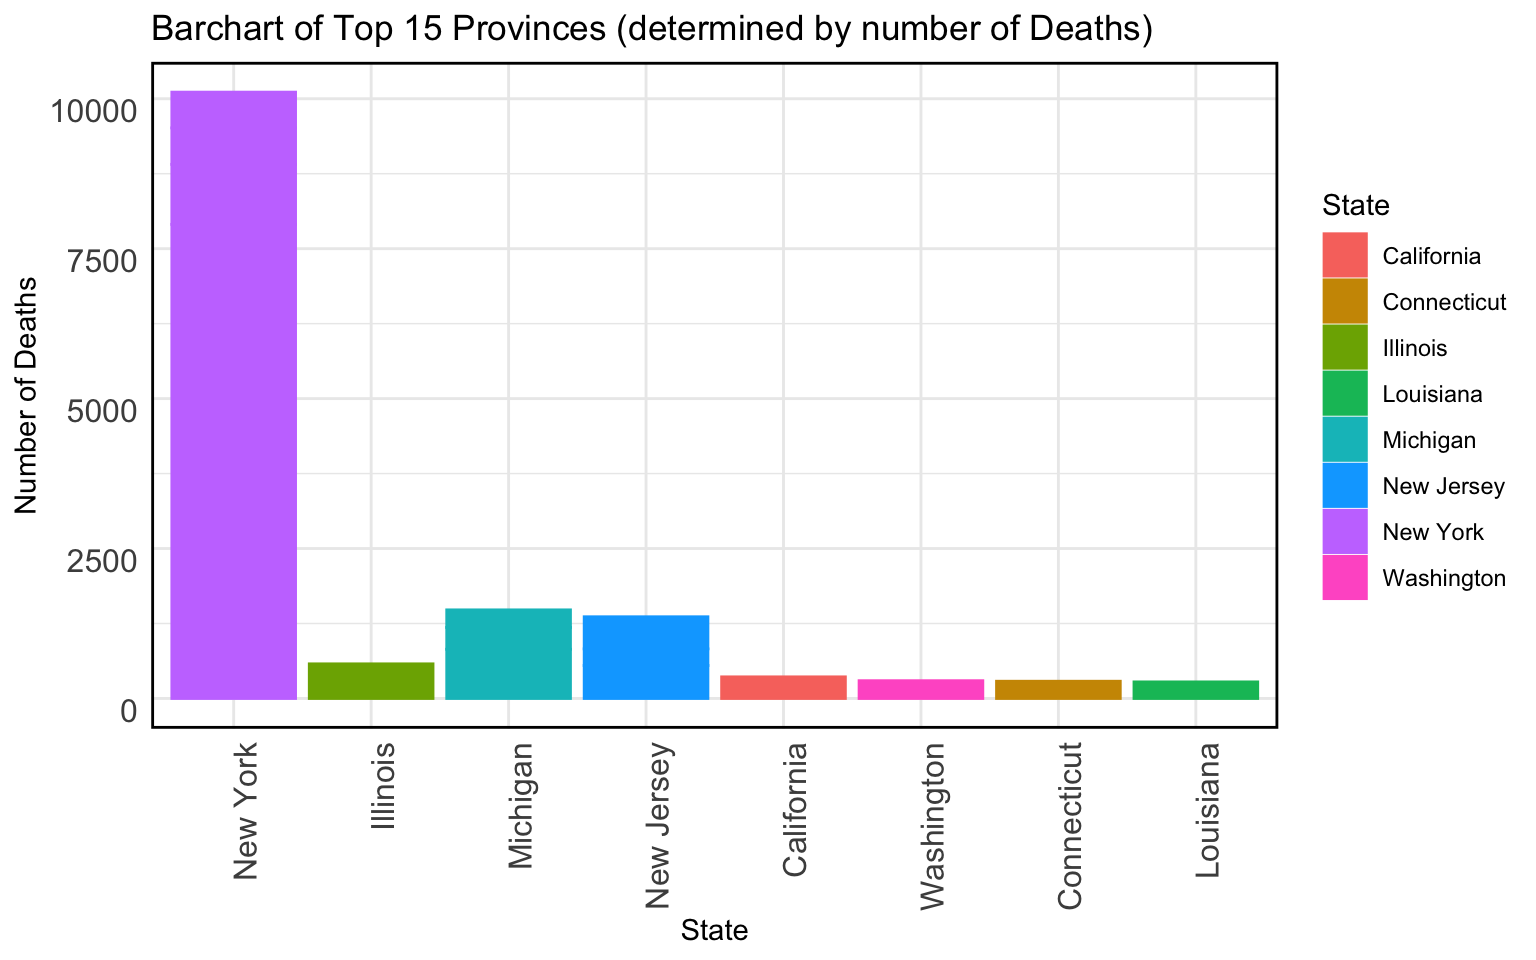 Barchart of Top 15 Provinces (determined by number of Deaths)
Number of Deaths
10000
7500
5000
2500
0
New York
Illinois
Michigan
New Jersey
California
Washington
Connecticut
Louisiana
State
State
California
Connecticut
Illinois
Louisiana
Michigan
New Jersey
New York
Washington